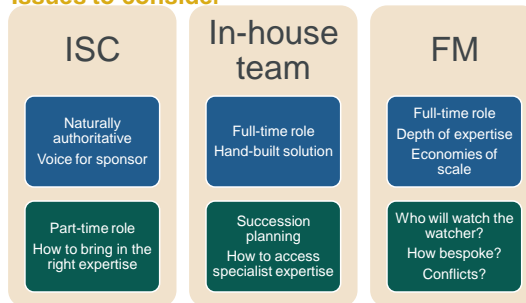 Issues to consider
ISC
Naturally
authoritative
Voice for sponsor
Part-time role
How to bring in the
right expertise
In-house
team
Full-time role
Hand-built solution
Succession
planning
How to access
specialist expertise
FM
Full-time role
Depth of expertise
Economies of
scale
Who will watch the
watcher?
How bespoke?
Conflicts?